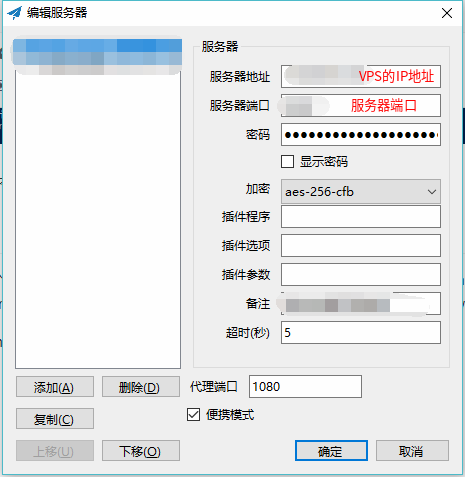 编辑服务器
服务器
服务器地址 VPS的IP地址
服务器端口 服务器端口
密码 ●●●●●●●●●●●●●●●●●●●●
显示密码
加密 aes-256-cfb
插件程序
插件选项
插件参数
备注
超时(秒) 5
添加(A) 删除(D) 代理端口 1080
复制(C) 便携模式
上移(U) 下移(O) 确定 取消